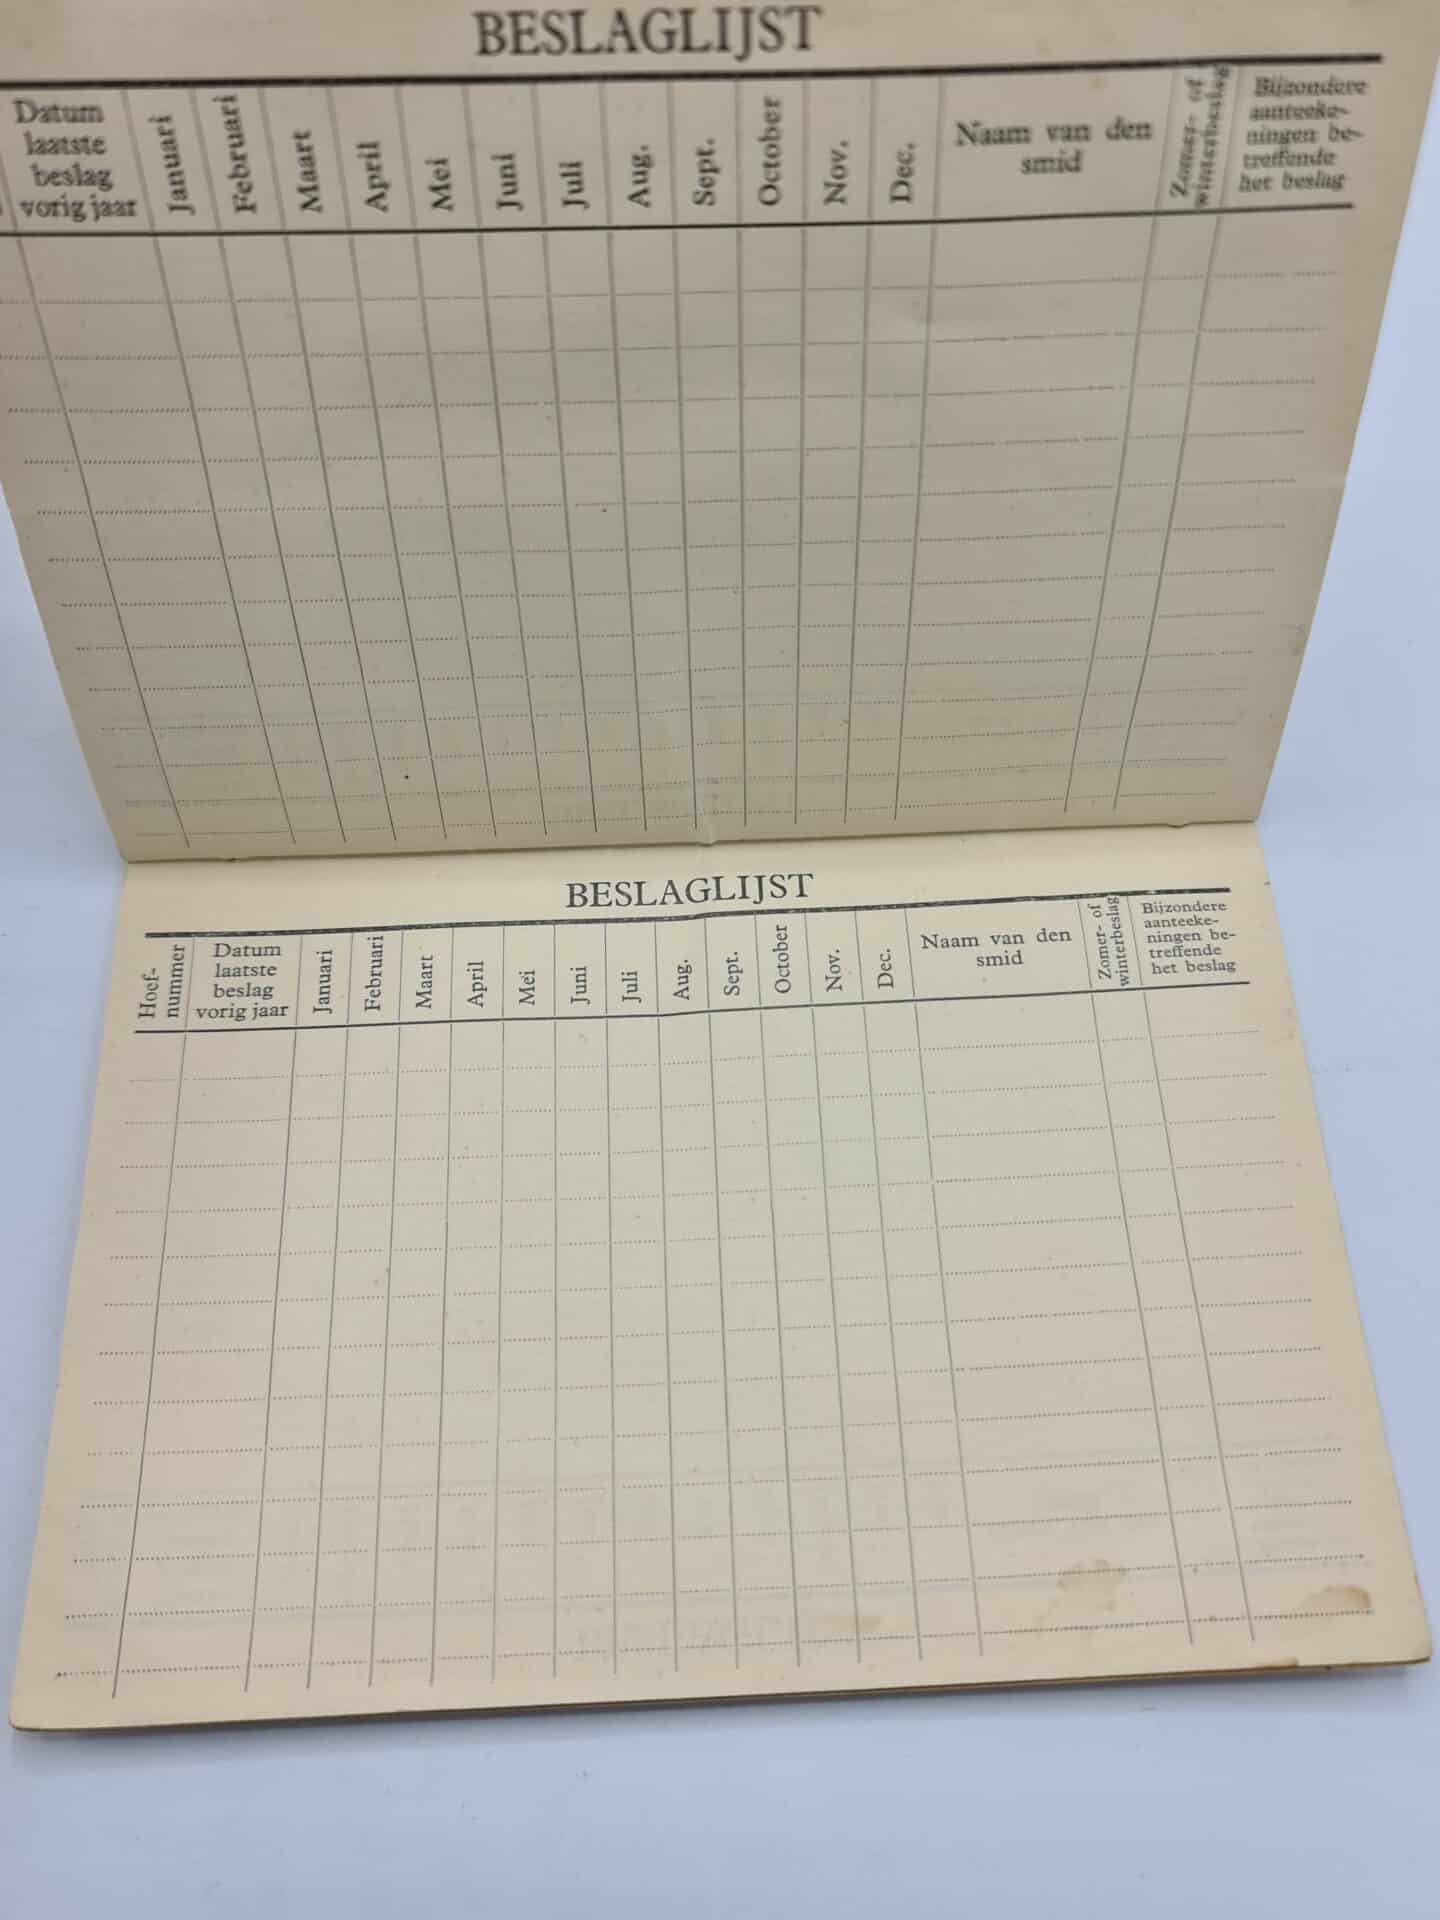 BESLAGLIJST
Datum
laatste
beslag
vorig jaar
Januari
Februari
Maart
April
Mei
Juni
Juli
Aug.
Sept.
October
Nov.
Dec.
Naam van den
smid
Zomer- of
winterbeslag
Bijzondere
aanteeke-
ningen be-
treffende
het beslag
BESLAGLIJST
Hoef-
nummer
Datum
laatste
beslag
vorig jaar
Januari
Februari
Maart
April
Mei
Juni
Juli
Aug.
Sept.
October
Nov.
Dec.
Naam van den
smid
Zomer- of
winterbeslag
Bijzondere
aanteeke-
ningen be-
treffende
het beslag